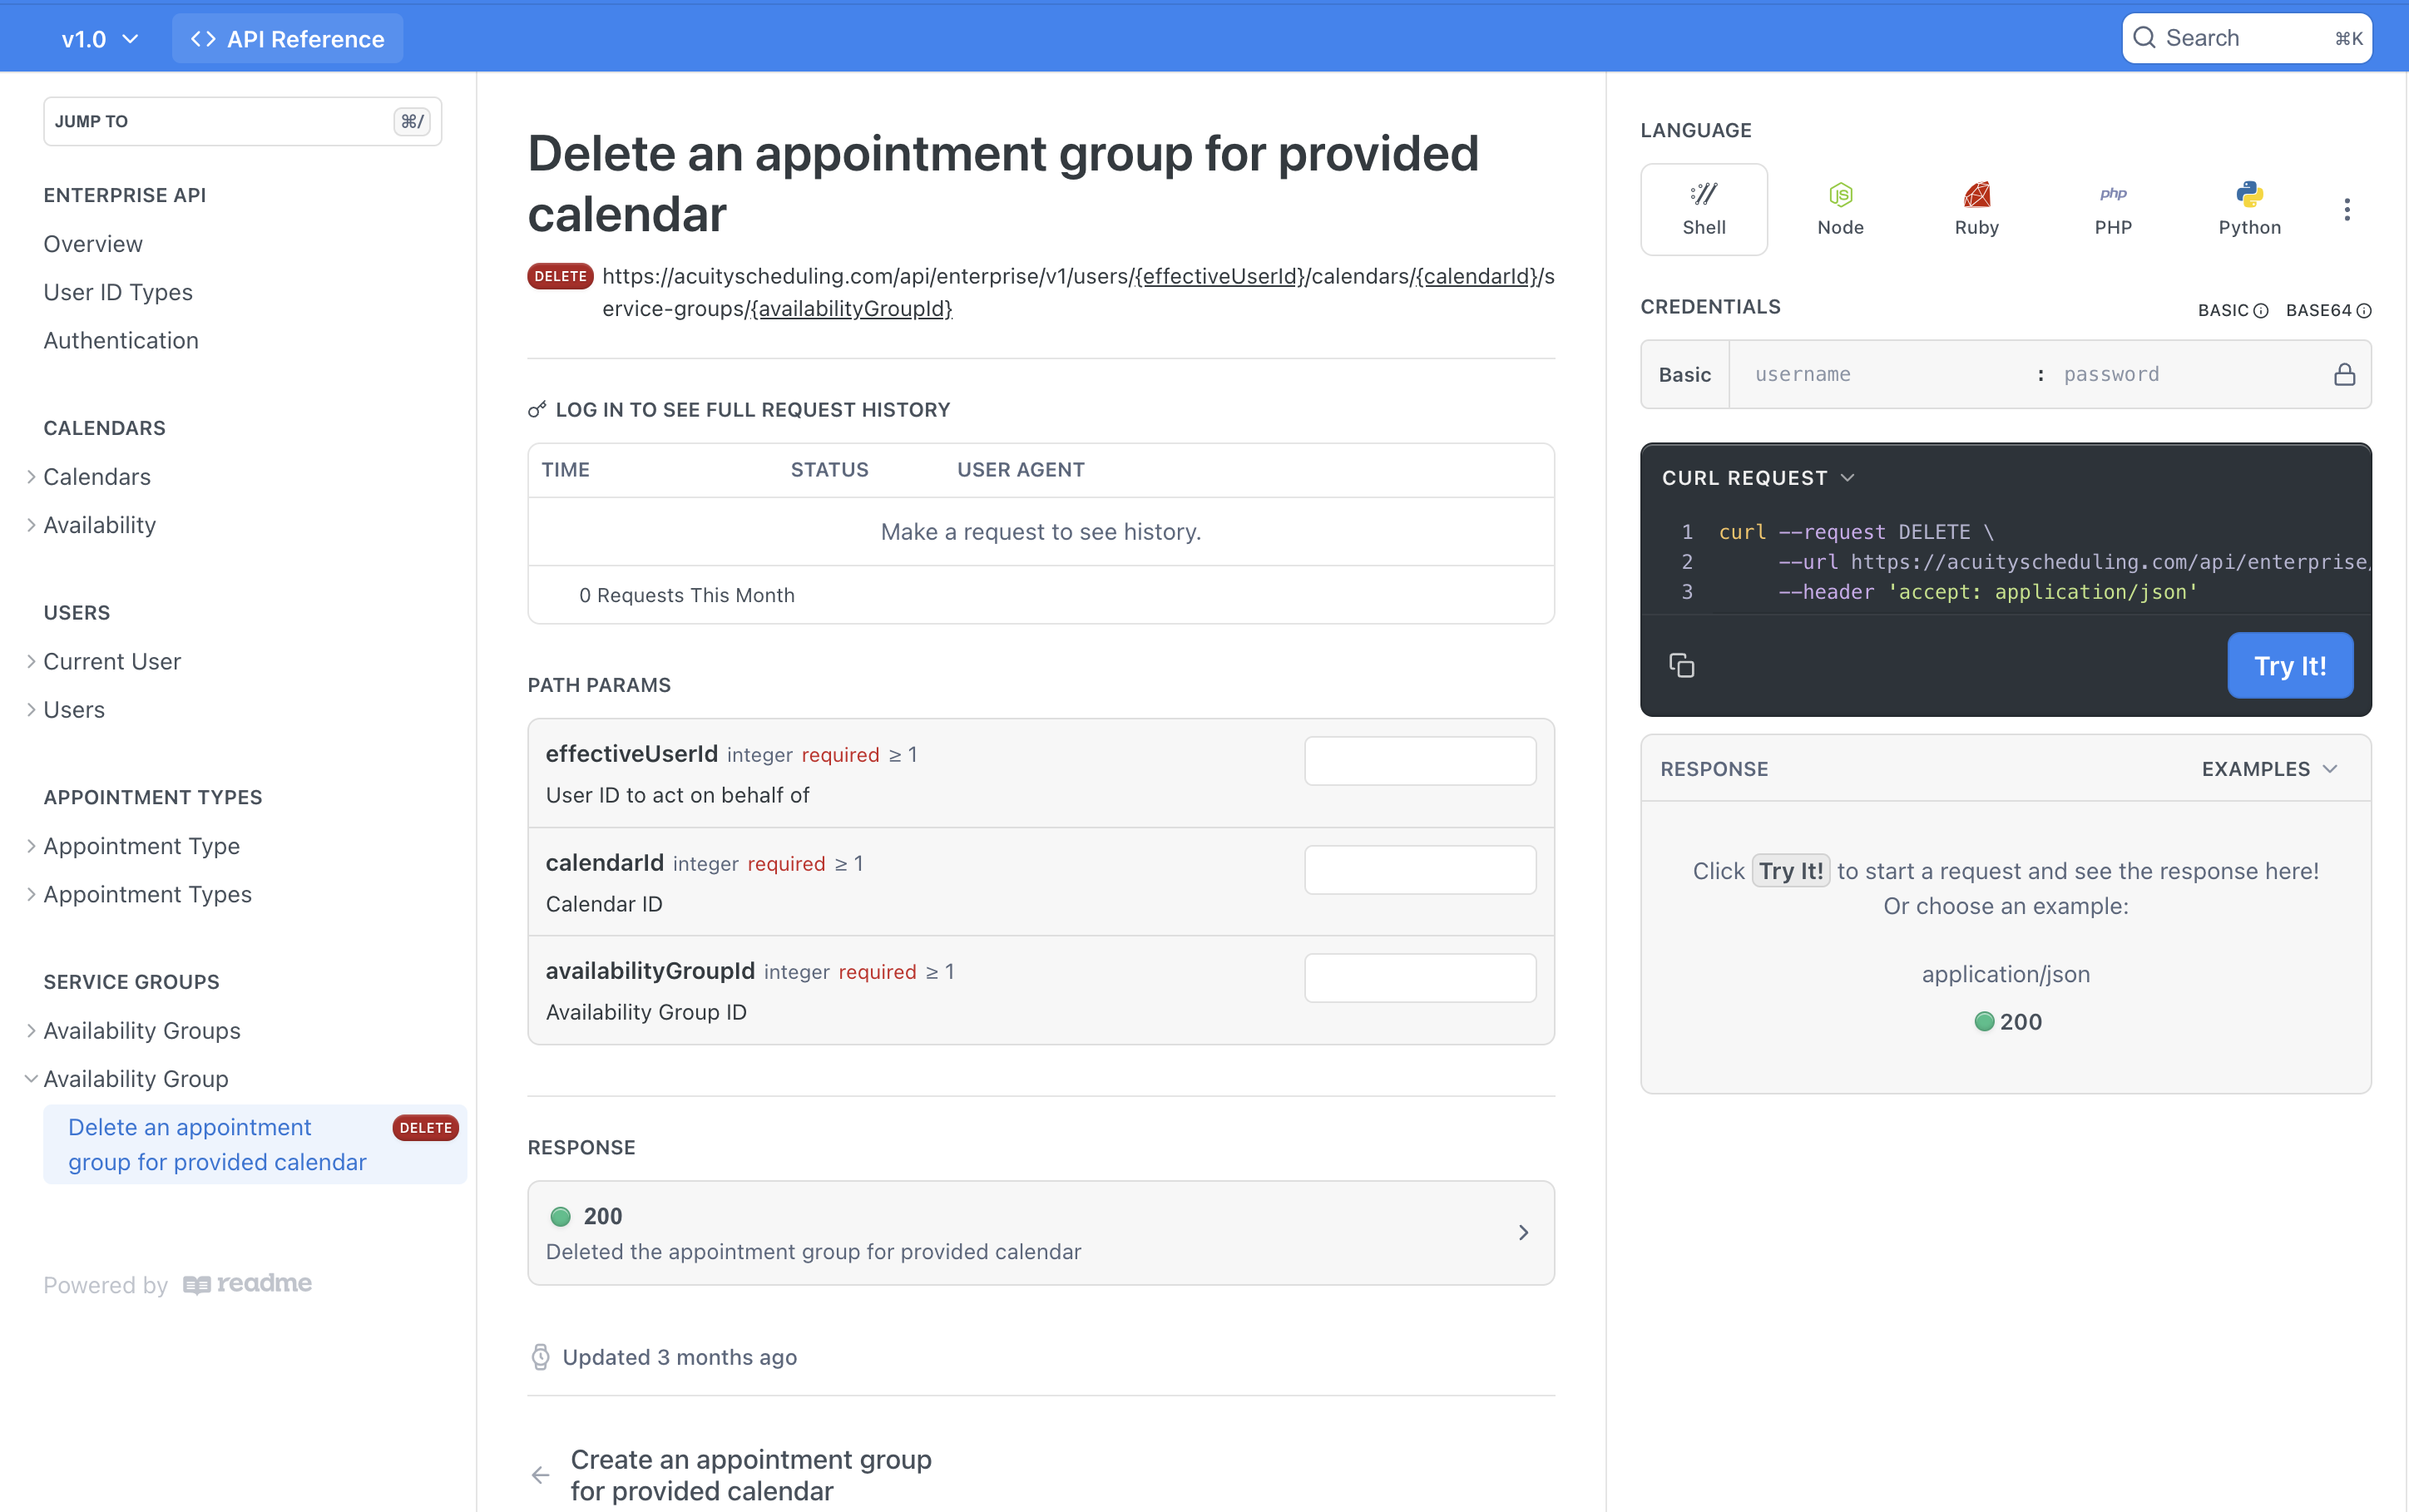 v1.0
<> API Reference
Search
⌘K
JUMP TO
⌘/
ENTERPRISE API
Overview
User ID Types
Authentication
CALENDARS
Calendars
Availability
USERS
Current User
Users
APPOINTMENT TYPES
Appointment Type
Appointment Types
SERVICE GROUPS
Availability Groups
Availability Group
Delete an appointment
group for provided calendar
DELETE
Powered by readme
Delete an appointment group for provided
calendar
DELETE https://acuityscheduling.com/api/enterprise/v1/users/{effectiveUserId}/calendars/{calendarId}/s
ervice-groups/{availabilityGroupId}
LOG IN TO SEE FULL REQUEST HISTORY
TIME STATUS USER AGENT
Make a request to see history.
0 Requests This Month
PATH PARAMS
effectiveUserId integer required ≥ 1
User ID to act on behalf of
calendarId integer required ≥ 1
Calendar ID
availabilityGroupId integer required ≥ 1
Availability Group ID
RESPONSE
200
Deleted the appointment group for provided calendar
Updated 3 months ago
Create an appointment group
for provided calendar
LANGUAGE
Shell
JS
Node
Ruby
php
PHP
Python
CREDENTIALS
BASIC BASE64
Basic username : password
CURL REQUEST
1 curl --request DELETE \
2 --url https://acuityscheduling.com/api/enterprise/
3 --header 'accept: application/json'
Try It!
RESPONSE EXAMPLES
Click Try It! to start a request and see the response here!
Or choose an example:
application/json
200